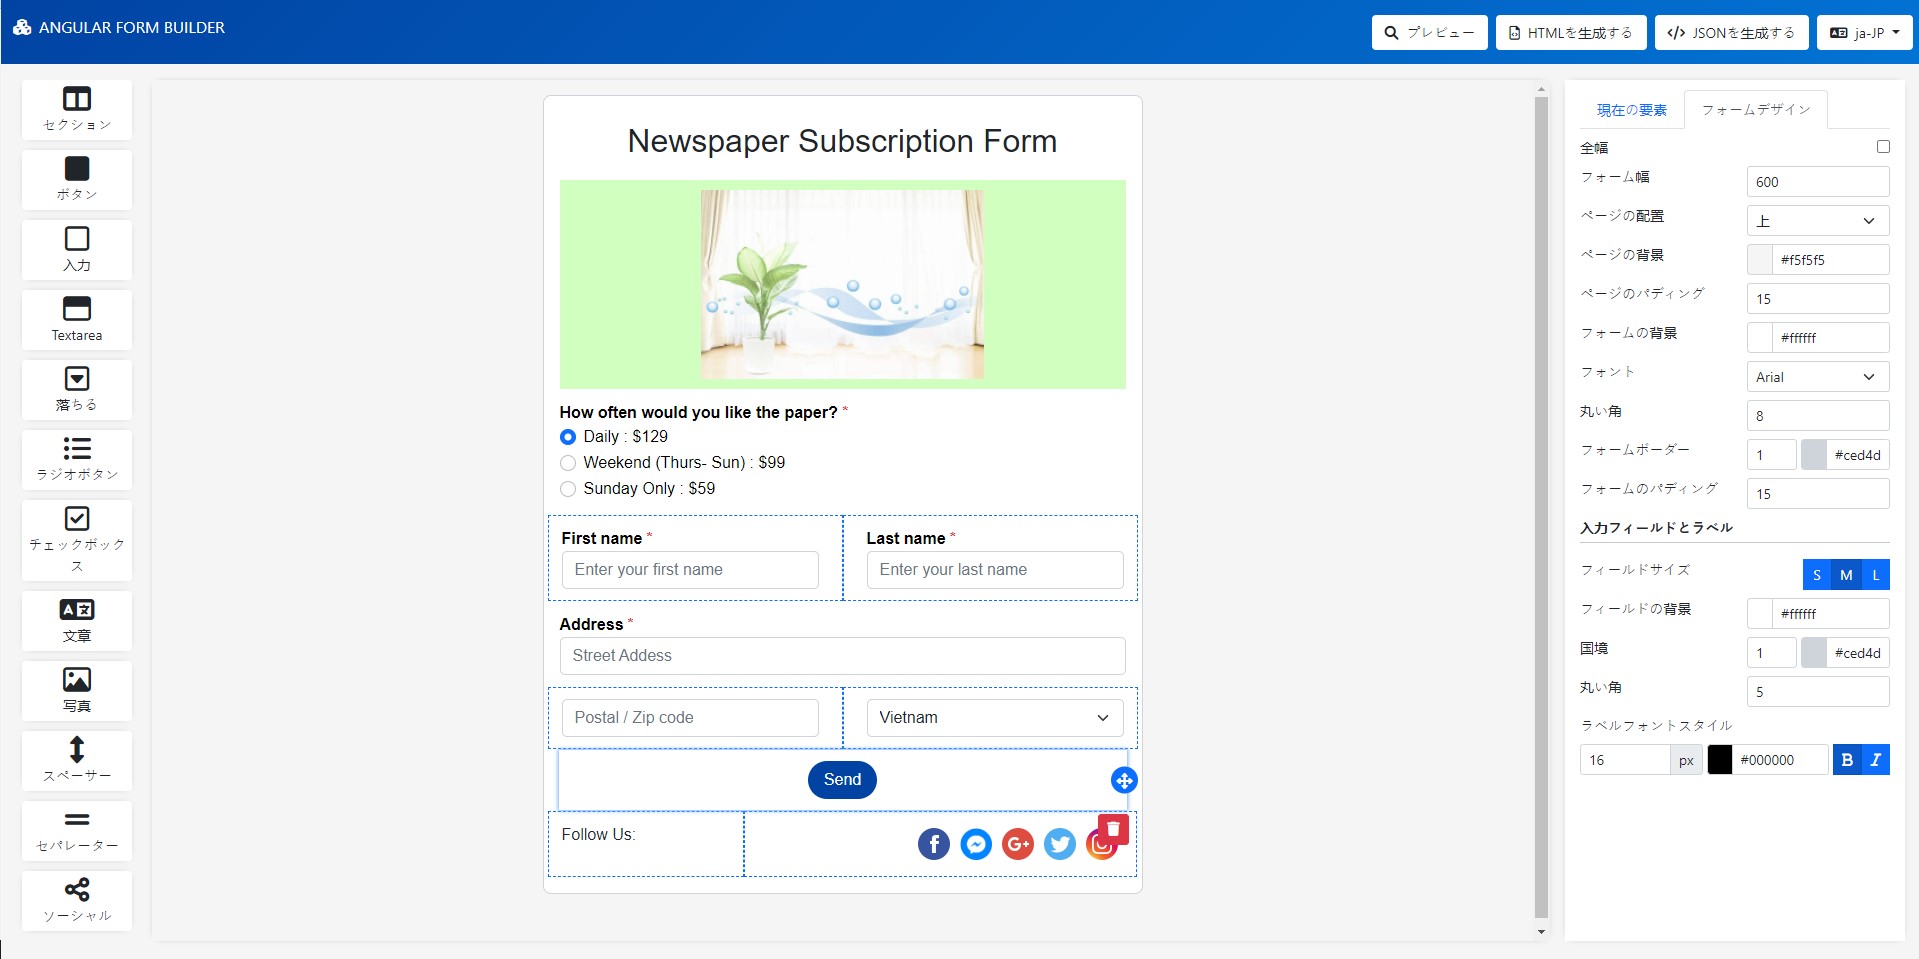 ANGULAR FORM BUILDER
プレビュー
HTMLを生成する
JSONを生成する
ja-JP
セクション
ボタン
入力
Textarea
落ちる
ラジオボタン
チェックボック
ス
文章
写真
スペーサー
セパレーター
ソーシャル
Newspaper Subscription Form
How often would you like the paper? *
Daily : $129
Weekend (Thurs- Sun) : $99
Sunday Only : $59
First name *
Last name *
Enter your first name
Enter your last name
Address *
Street Addess
Postal / Zip code
Vietnam
Send
Follow Us:
現在の要素
フォームデザイン
全幅
フォーム幅
600
ページの配置
上
ページの背景
#f5f5f5
ページのパディング
15
フォームの背景
#ffffff
フォント
Arial
丸い角
8
フォームボーダー
1
#ced4d
フォームのパディング
15
入力フィールドとラベル
フィールドサイズ
S M L
フィールドの背景
#ffffff
国境
1
#ced4d
丸い角
5
ラベルフォントスタイル
16 px
#000000
B I